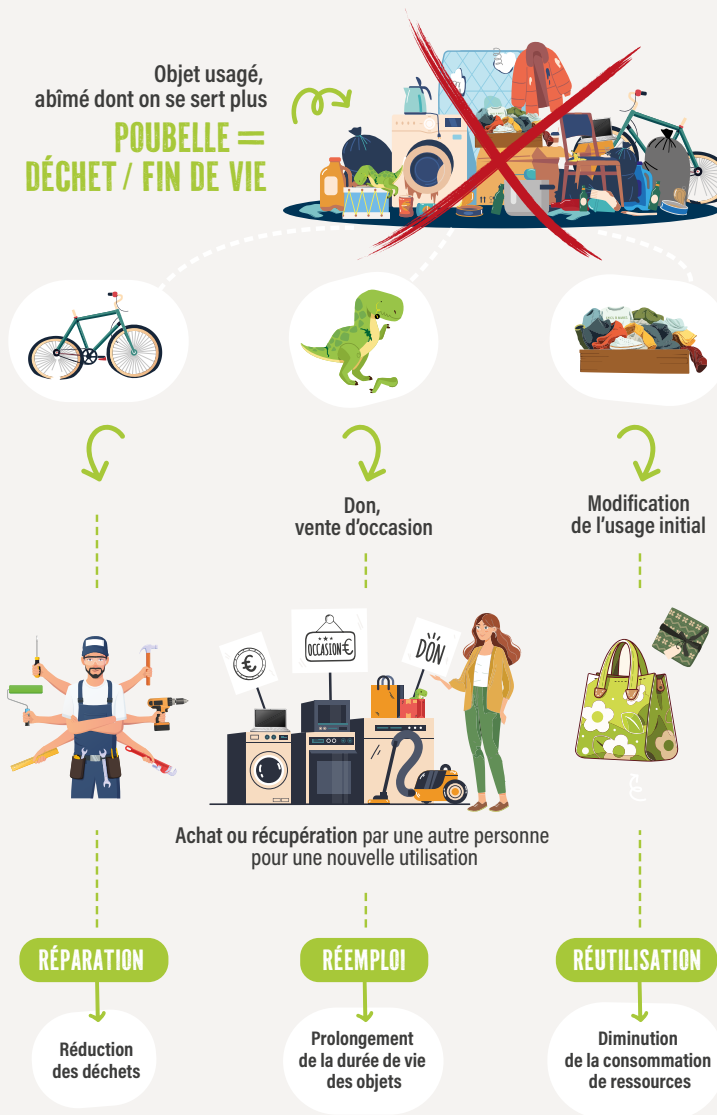 Objet usagé,
abîmé dont on se sert plus
POUBELLE =
DÉCHET / FIN DE VIE
Don,
vente d'occasion
Modification
de l'usage initial
€
OCCASION €
DON
Achat ou récupération par une autre personne
pour une nouvelle utilisation
RÉPARATION
RÉEMPLOI
RÉUTILISATION
Réduction
des déchets
Prolongement
de la durée de vie
des objets
Diminution
de la consommation
de ressources